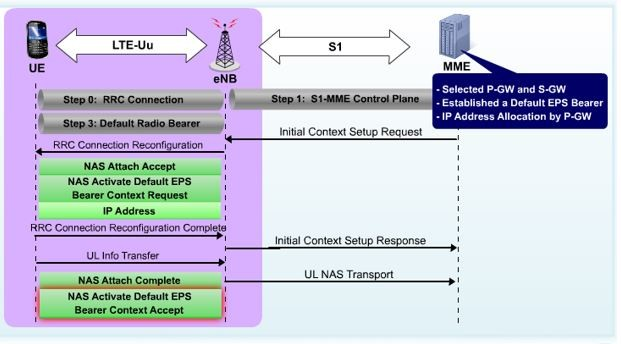 LTE-Uu
S1
UE
eNB
MME
- Selected P-GW and S-GW
- Established a Default EPS Bearer
- IP Address Allocation by P-GW
Step 0: RRC Connection
Step 1: S1-MME Control Plane
Step 3: Default Radio Bearer
Initial Context Setup Request
RRC Connection Reconfiguration
NAS Attach Accept
NAS Activate Default EPS
Bearer Context Request
IP Address
RRC Connection Reconfiguration Complete
Initial Context Setup Response
UL Info Transfer
UL NAS Transport
NAS Attach Complete
NAS Activate Default EPS
Bearer Context Accept